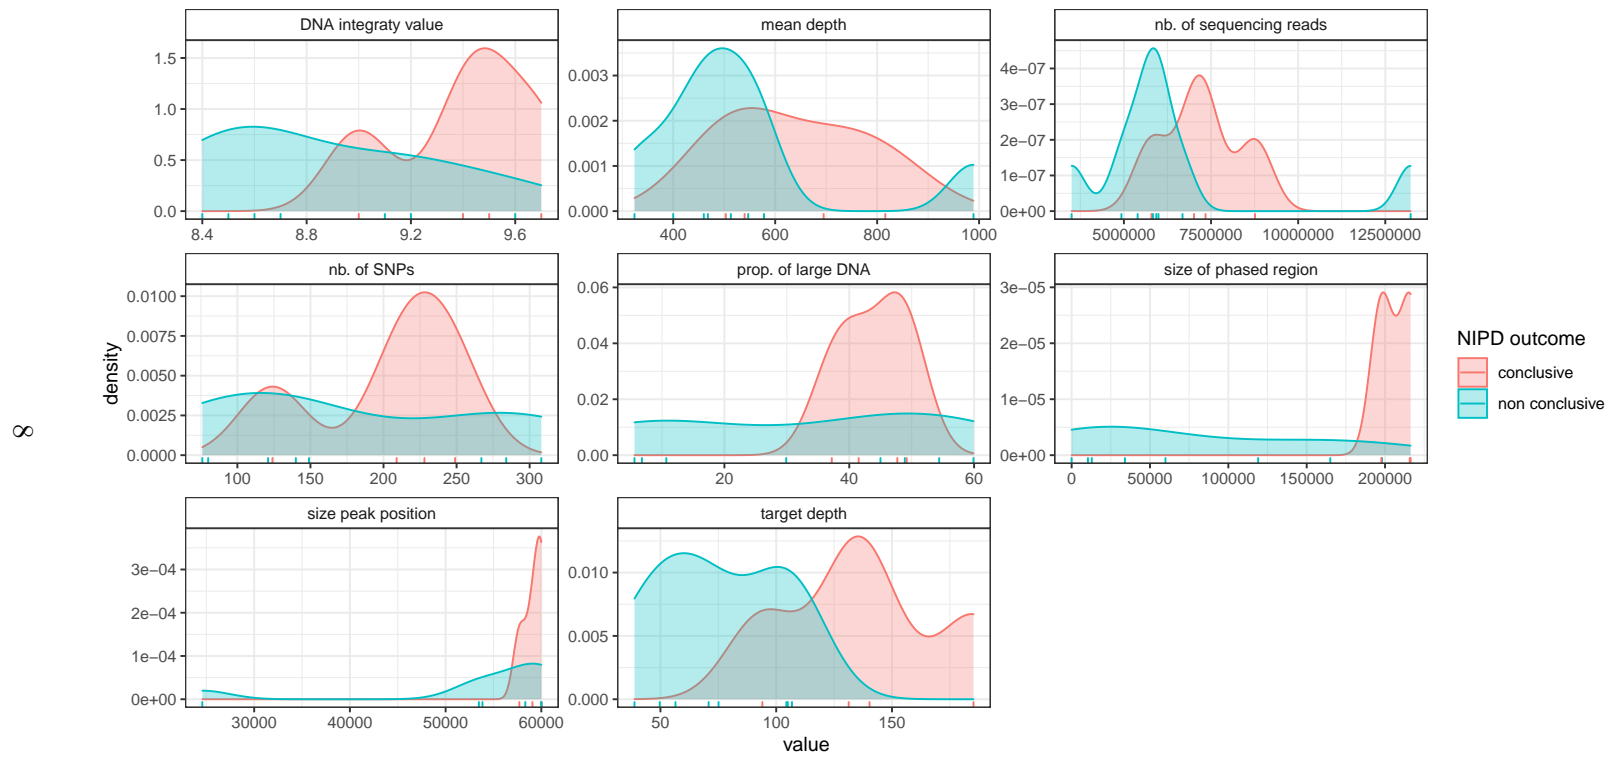 DNA integraty value
mean depth
nb. of sequencing reads
1.5
1.0
0.5
0.0
8.4
8.8
9.2
9.6
0.003
0.002
0.001
0.000
400
600
800
1000
4e−07
3e−07
2e−07
1e−07
0e+00
5000000
7500000
10000000
12500000
nb. of SNPs
prop. of large DNA
size of phased region
0.0100
0.0075
0.0050
0.0025
0.0000
100
200
300
0.06
0.04
0.02
0.00
20
40
60
3e−05
2e−05
1e−05
0e+00
0
50000
100000
150000
200000
size peak position
target depth
3e−04
2e−04
1e−04
0e+00
30000
40000
50000
60000
0.010
0.005
0.000
50
100
150
density
value
NIPD outcome
conclusive
non conclusive
8